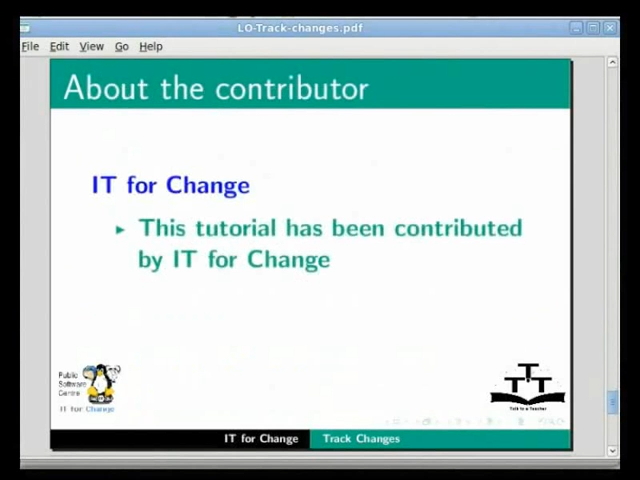 LO-Track-changes.pdf
File Edit View Go Help
About the contributor
IT for Change
This tutorial has been contributed
by IT for Change
Public
Software
Centre
IT for Change
T T T
Talk to a Teacher
IT for Change Track Changes